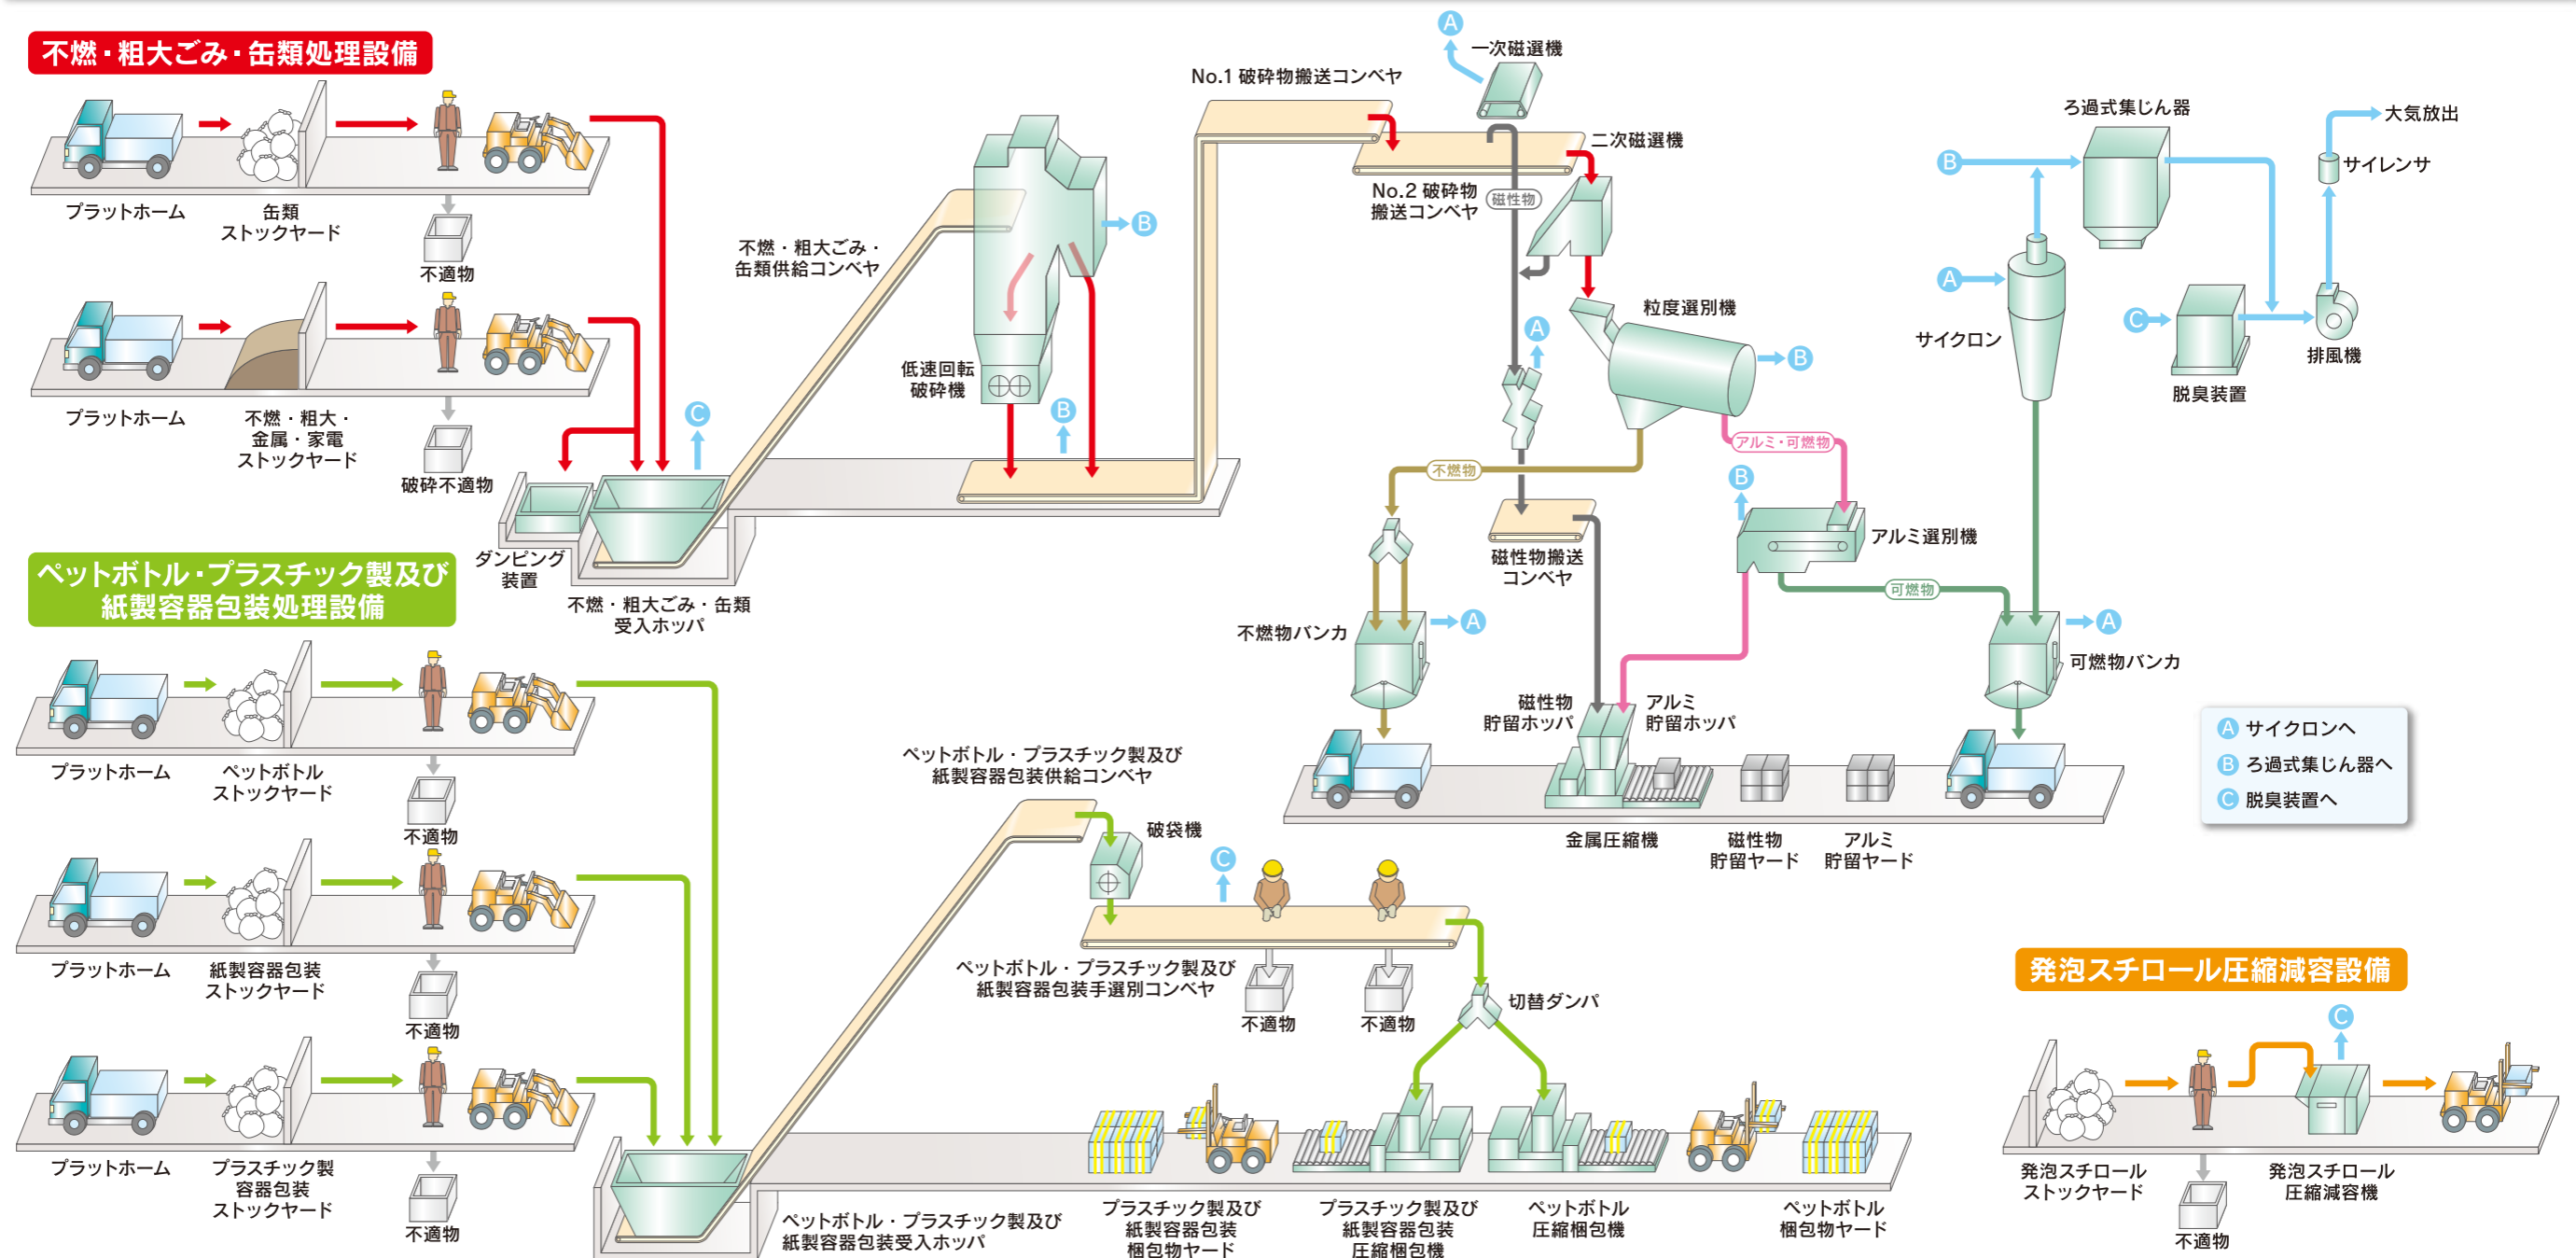 不燃・粗大ごみ・缶類処理設備
プラットホーム
缶類
ストックヤード
不適物
プラットホーム
不燃・粗大・
金属・家電
ストックヤード
破砕不適物
ダンピング
装置
C
不燃・粗大ごみ・缶類
受入ホッパ
不燃・粗大ごみ・
缶類供給コンベヤ
B
低速回転
破砕機
B
No.1 破砕物搬送コンベヤ
A
一次磁選機
二次磁選機
No.2 破砕物
搬送コンベヤ
磁性物
粒度選別機
A
B
アルミ・可燃物
不燃物
B
アルミ選別機
磁性物搬送
コンベヤ
可燃物
不燃物バンカ
A
磁性物
貯留ホッパ
アルミ
貯留ホッパ
可燃物バンカ
A
金属圧縮機
磁性物
貯留ヤード
アルミ
貯留ヤード
ろ過式集じん器
大気放出
B
サイレンサ
A
サイクロン
C
脱臭装置
排風機
A サイクロンへ
B ろ過式集じん器へ
C 脱臭装置へ
ペットボトル・プラスチック製及び
紙製容器包装処理設備
プラットホーム
ペットボトル
ストックヤード
不適物
プラットホーム
紙製容器包装
ストックヤード
不適物
プラットホーム
プラスチック製
容器包装
ストックヤード
不適物
ペットボトル・プラスチック製及び
紙製容器包装受入ホッパ
ペットボトル・プラスチック製及び
紙製容器包装供給コンベヤ
破袋機
C
ペットボトル・プラスチック製及び
紙製容器包装手選別コンベヤ
不適物
不適物
切替ダンパ
プラスチック製及び
紙製容器包装
梱包物ヤード
プラスチック製及び
紙製容器包装
圧縮梱包機
ペットボトル
圧縮梱包機
ペットボトル
梱包物ヤード
発泡スチロール圧縮減容設備
C
発泡スチロール
ストックヤード
不適物
発泡スチロール
圧縮減容機